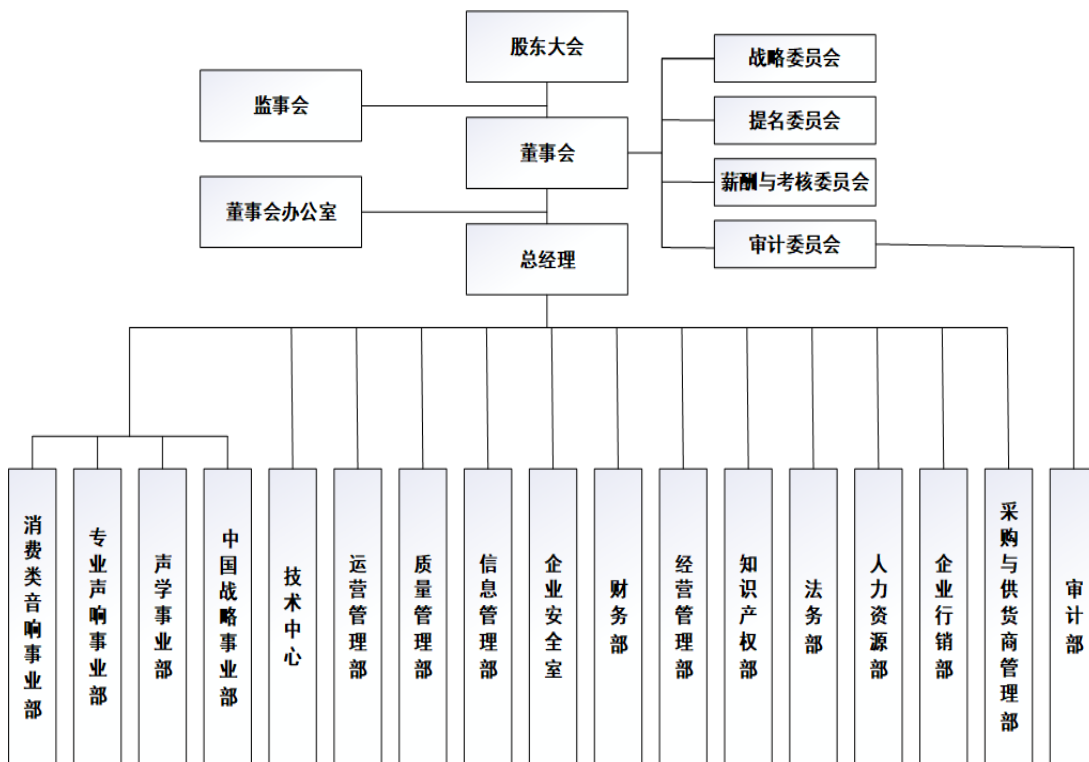 股东大会
战略委员会
监事会
提名委员会
董事会
薪酬与考核委员会
董事会办公室
审计委员会
总经理
消费类音响事业部
专业声响事业部
声学事业部
中国战略事业部
技术中心
运营管理部
质量管理部
信息管理部
企业安全室
财务部
经营管理部
知识产权部
法务部
人力资源部
企业行销部
采购与供货商管理部
审计部